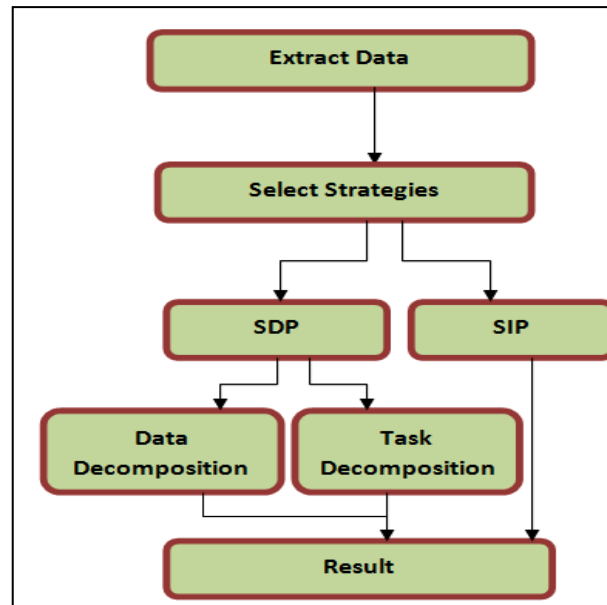 Extract Data
Select Strategies
SDP
SIP
Data
Decomposition
Task
Decomposition
Result